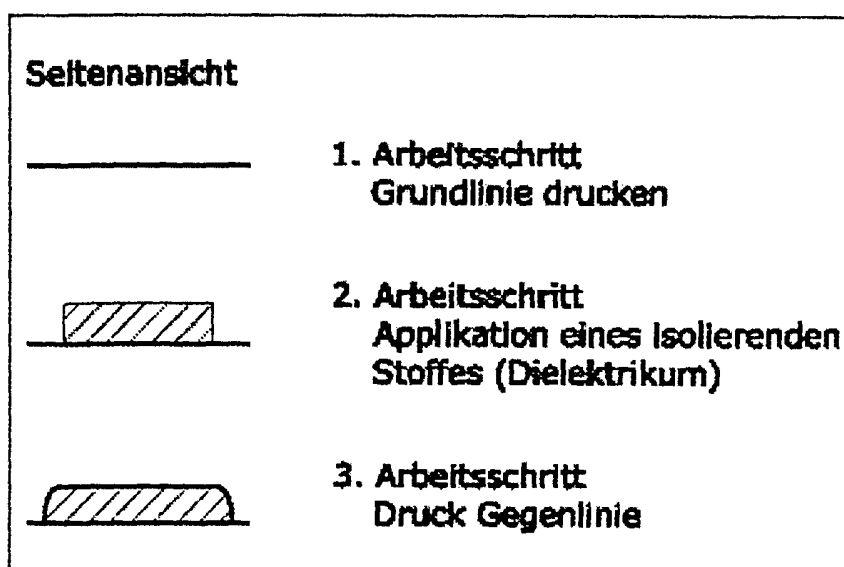 Seitenansicht
1. Arbeitsschritt
Grundlinie drucken
2. Arbeitsschritt
Applikation eines isolierenden
Stoffes (Dielektrikum)
3. Arbeitsschritt
Druck Gegenlinie